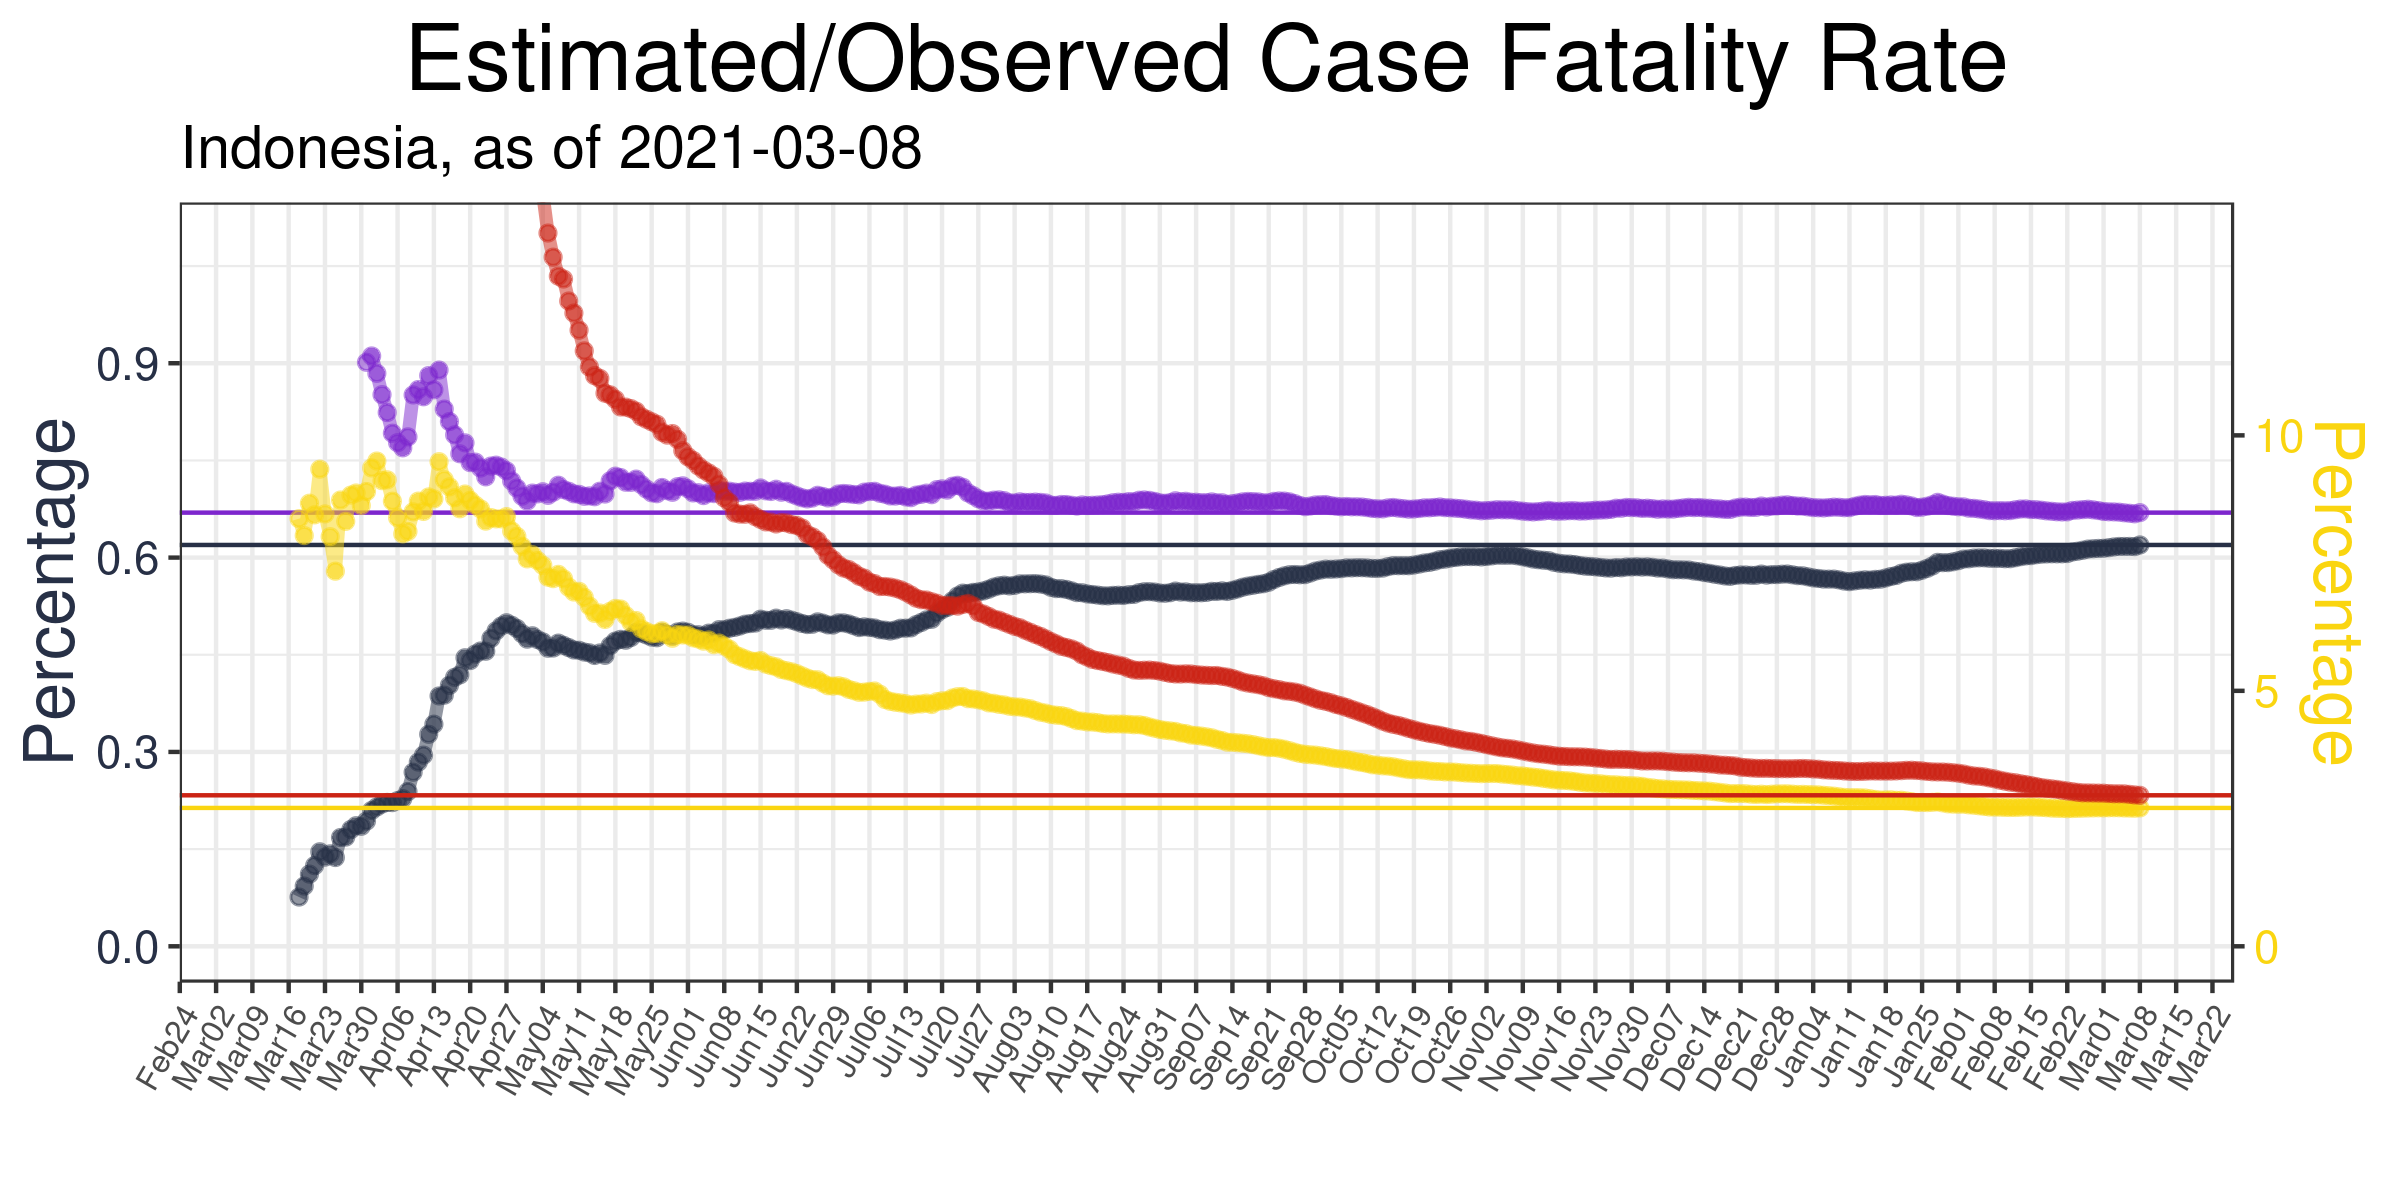 Estimated/Observed Case Fatality Rate
Indonesia, as of 2021-03-08
Percentage
0.9
0.6
0.3
0.0
10
5
0
Percentage
Feb24
Mar02
Mar09
Mar16
Mar23
Mar30
Apr06
Apr13
Apr20
Apr27
May04
May11
May18
May25
Jun01
Jun08
Jun15
Jun22
Jun29
Jul06
Jul13
Jul20
Jul27
Aug03
Aug10
Aug17
Aug24
Aug31
Sep07
Sep14
Sep21
Sep28
Oct05
Oct12
Oct19
Oct26
Nov02
Nov09
Nov16
Nov23
Nov30
Dec07
Dec14
Dec21
Dec28
Jan04
Jan11
Jan18
Jan25
Feb01
Feb08
Feb15
Feb22
Mar01
Mar08
Mar15
Mar22